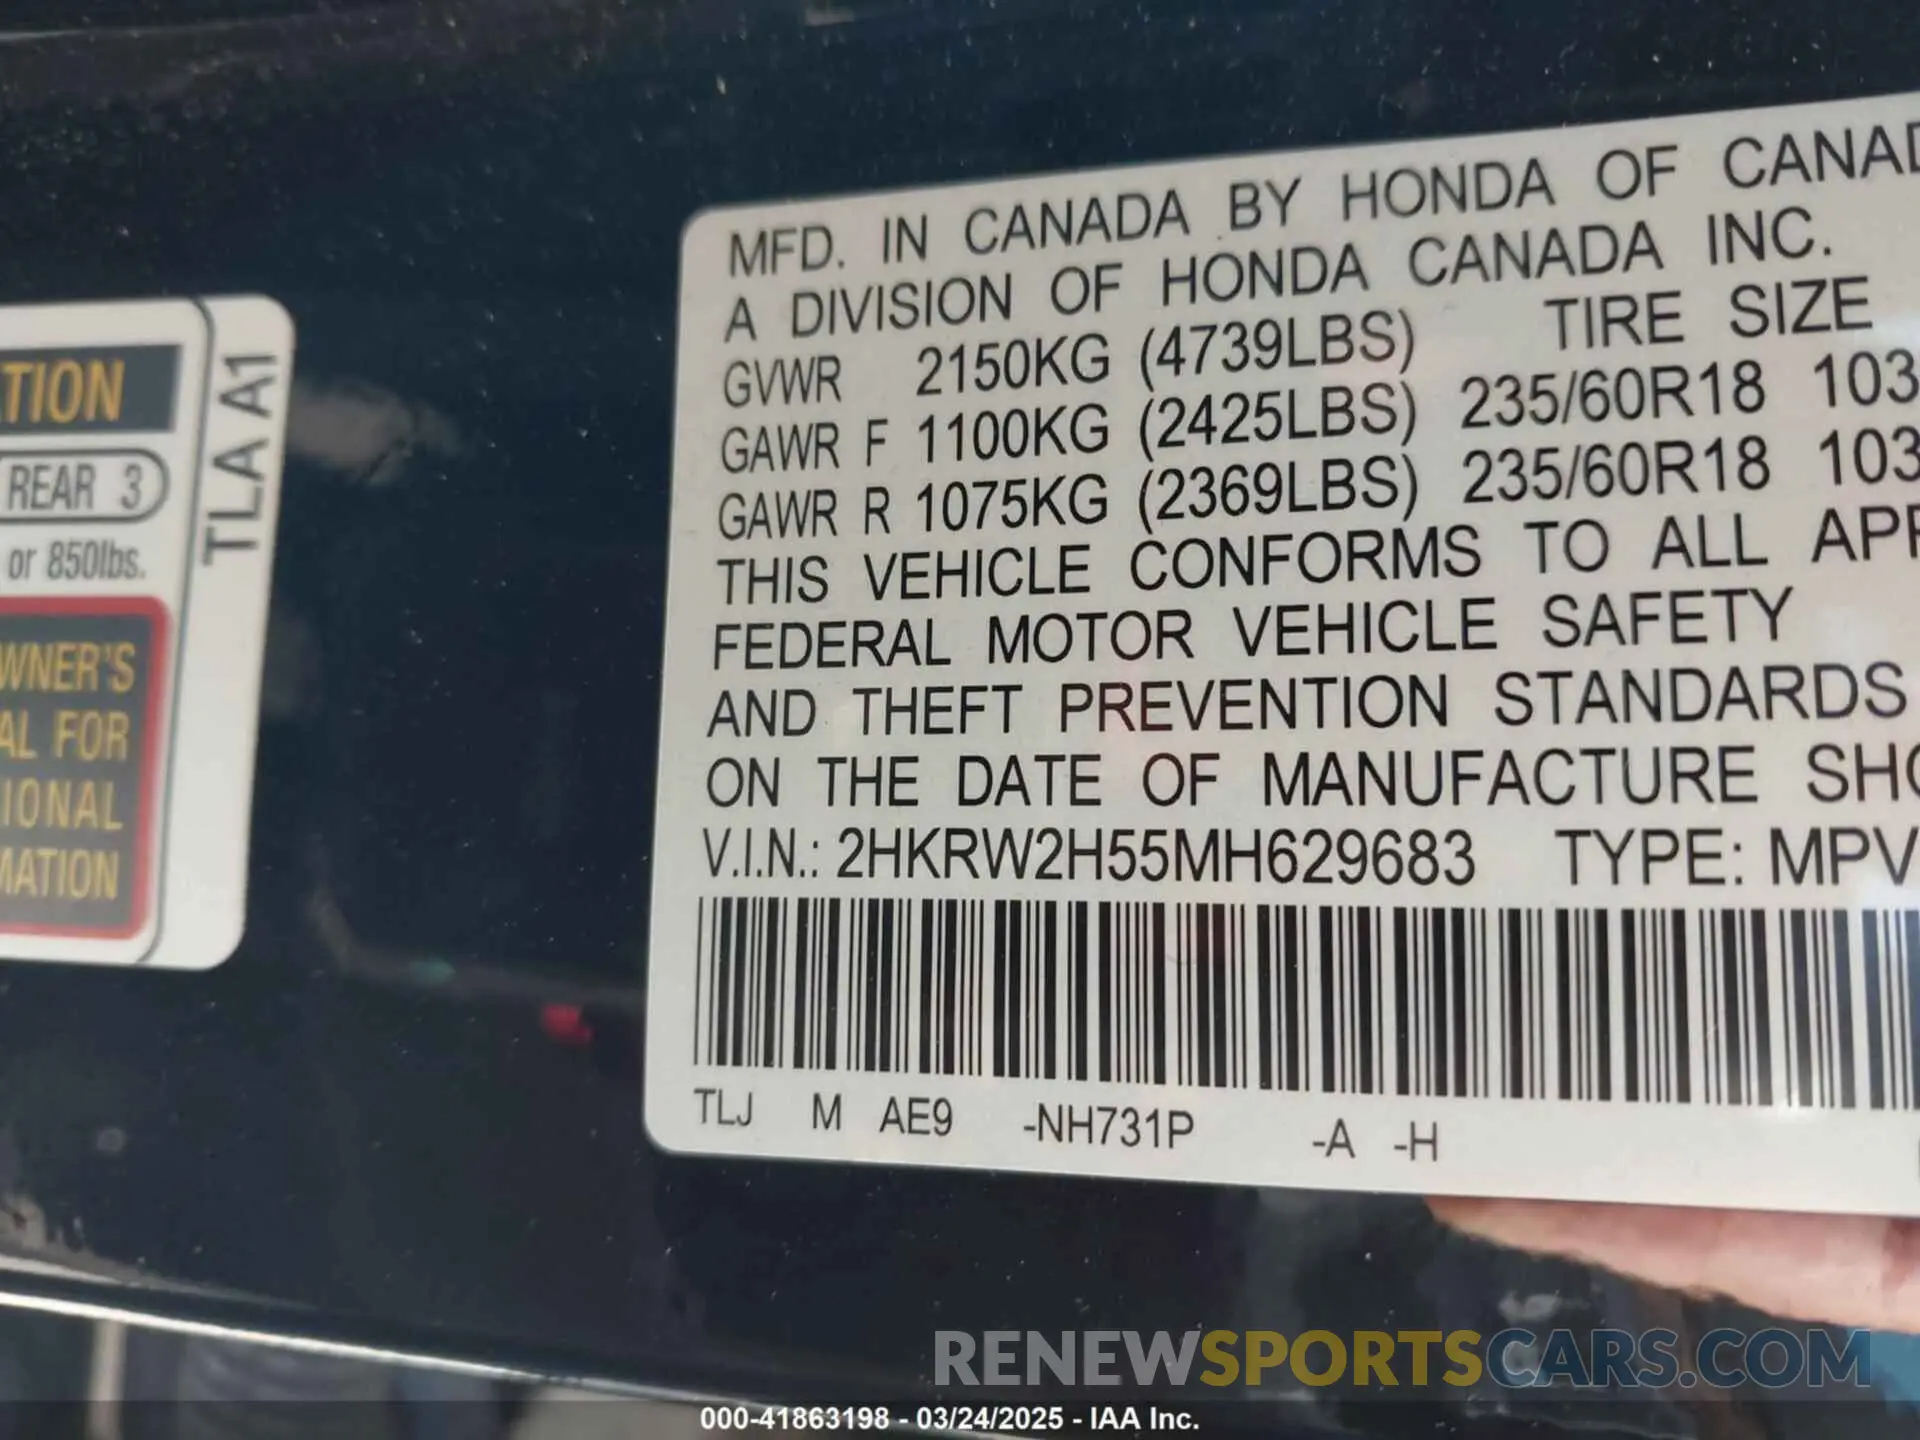 TION
REAR 3
or 850lbs.
WNER'S
AL FOR
IONAL
MATION
TLA A1
MFD. IN CANADA BY HONDA OF CANAD
A DIVISION OF HONDA CANADA INC.
GVWR 2150KG (4739LBS) TIRE SIZE
GAWR F 1100KG (2425LBS) 235/60R18 103
GAWR R 1075KG (2369LBS) 235/60R18 103
THIS VEHICLE CONFORMS TO ALL APP
FEDERAL MOTOR VEHICLE SAFETY
AND THEFT PREVENTION STANDARDS
ON THE DATE OF MANUFACTURE SHO
V.I.N.: 2HKRW2H55MH629683 TYPE: MPV
TLJ M AE9 -NH731P -A -H
RENEWSPORTSCARS.COM
000-41863198 - 03/24/2025 - IAA Inc.